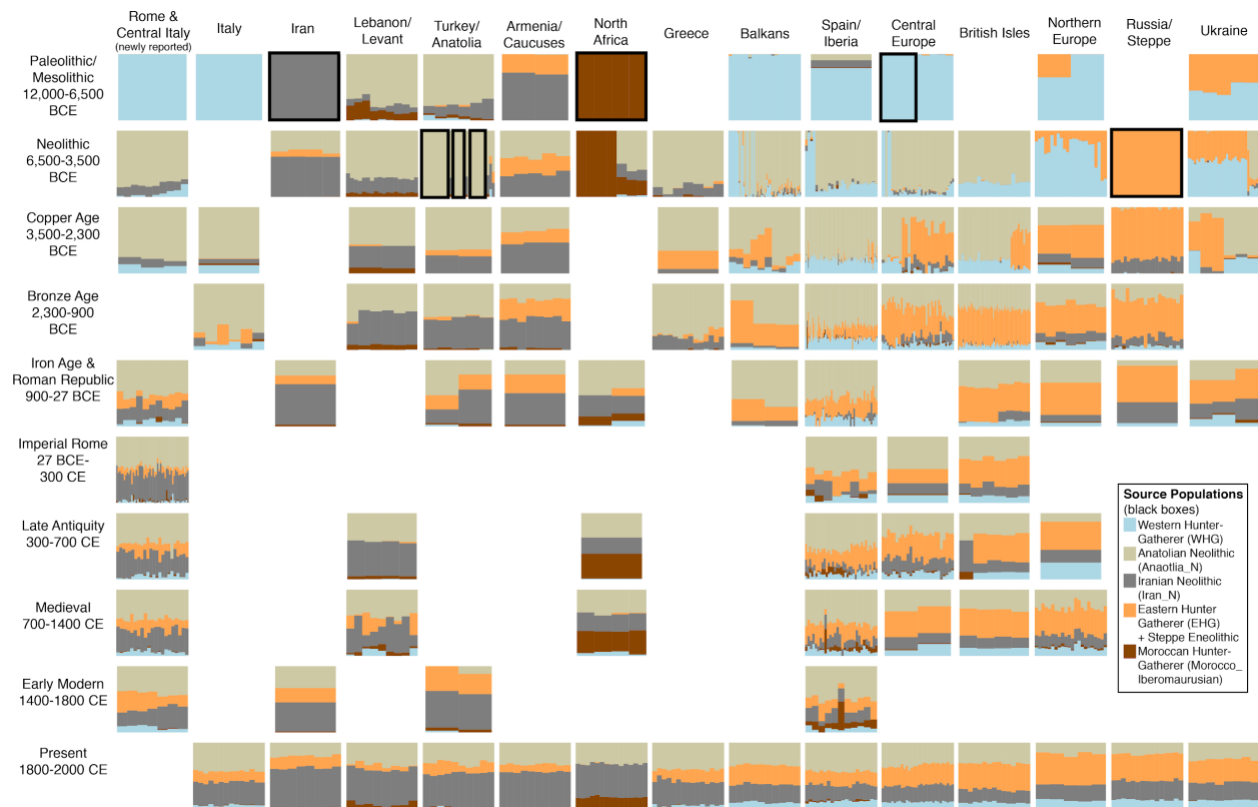 Rome &
Central Italy
(newly reported)
Italy
Iran
Lebanon/
Levant
Turkey/
Anatolia
Armenia/
Caucuses
North
Africa
Greece
Balkans
Spain/
Iberia
Central
Europe
British Isles
Northern
Europe
Russia/
Steppe
Ukraine
Paleolithic/
Mesolithic
12,000-6,500
BCE
Neolithic
6,500-3,500
BCE
Copper Age
3,500-2,300
BCE
Bronze Age
2,300-900
BCE
Iron Age &
Roman Republic
900-27 BCE
Imperial Rome
27 BCE-
300 CE
Late Antiquity
300-700 CE
Medieval
700-1400 CE
Early Modern
1400-1800 CE
Present
1800-2000 CE
Source Populations
(black boxes)
Western Hunter-
Gatherer (WHG)
Anatolian Neolithic
(Anaotlia_N)
Iranian Neolithic
(Iran_N)
Eastern Hunter
Gatherer (EHG)
+ Steppe Eneolithic
Moroccan Hunter-
Gatherer (Morocco_
Iberomaurusian)